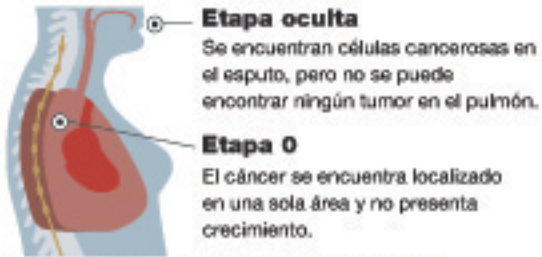 Etapa oculta
Se encuentran células cancerosas en
el esputo, pero no se puede
encontrar ningún tumor en el pulmón.
Etapa 0
El cáncer se encuentra localizado
en una sola área y no presenta
crecimiento.